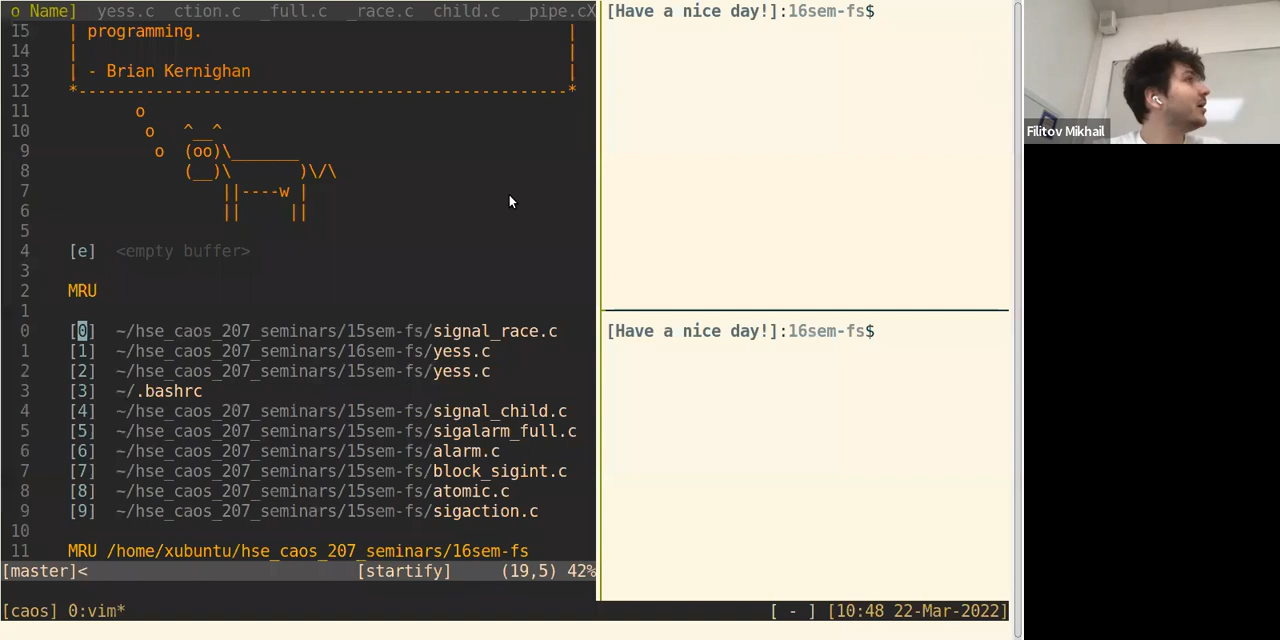 o Name]  yess.c  ction.c  _full.c  _race.c  child.c  _pipe.cX
15    | programming.                                      |
14    |                                                   |
13    | - Brian Kernighan                                 |
12    *---------------------------------------------------*
11           o
10            o   ^__^
9              o  (oo)\_______
8                 (__)\       )\/\
7                     ||----w |
6                     ||     ||
5
4    [e]  <empty buffer>
3
2    MRU
1
0    [0]  ~/hse_caos_207_seminars/15sem-fs/signal_race.c
1    [1]  ~/hse_caos_207_seminars/16sem-fs/yess.c
2    [2]  ~/hse_caos_207_seminars/15sem-fs/yess.c
3    [3]  ~/.bashrc
4    [4]  ~/hse_caos_207_seminars/15sem-fs/signal_child.c
5    [5]  ~/hse_caos_207_seminars/15sem-fs/sigalarm_full.c
6    [6]  ~/hse_caos_207_seminars/15sem-fs/alarm.c
7    [7]  ~/hse_caos_207_seminars/15sem-fs/block_sigint.c
8    [8]  ~/hse_caos_207_seminars/15sem-fs/atomic.c
9    [9]  ~/hse_caos_207_seminars/15sem-fs/sigaction.c
10
11    MRU /home/xubuntu/hse_caos_207_seminars/16sem-fs
[master]<    [startify]    (19,5) 42%
[Have a nice day!]:16sem-fs$
[Have a nice day!]:16sem-fs$
[caos] 0:vim*    [ - ] [10:48 22-Mar-2022]
Filitov Mikhail